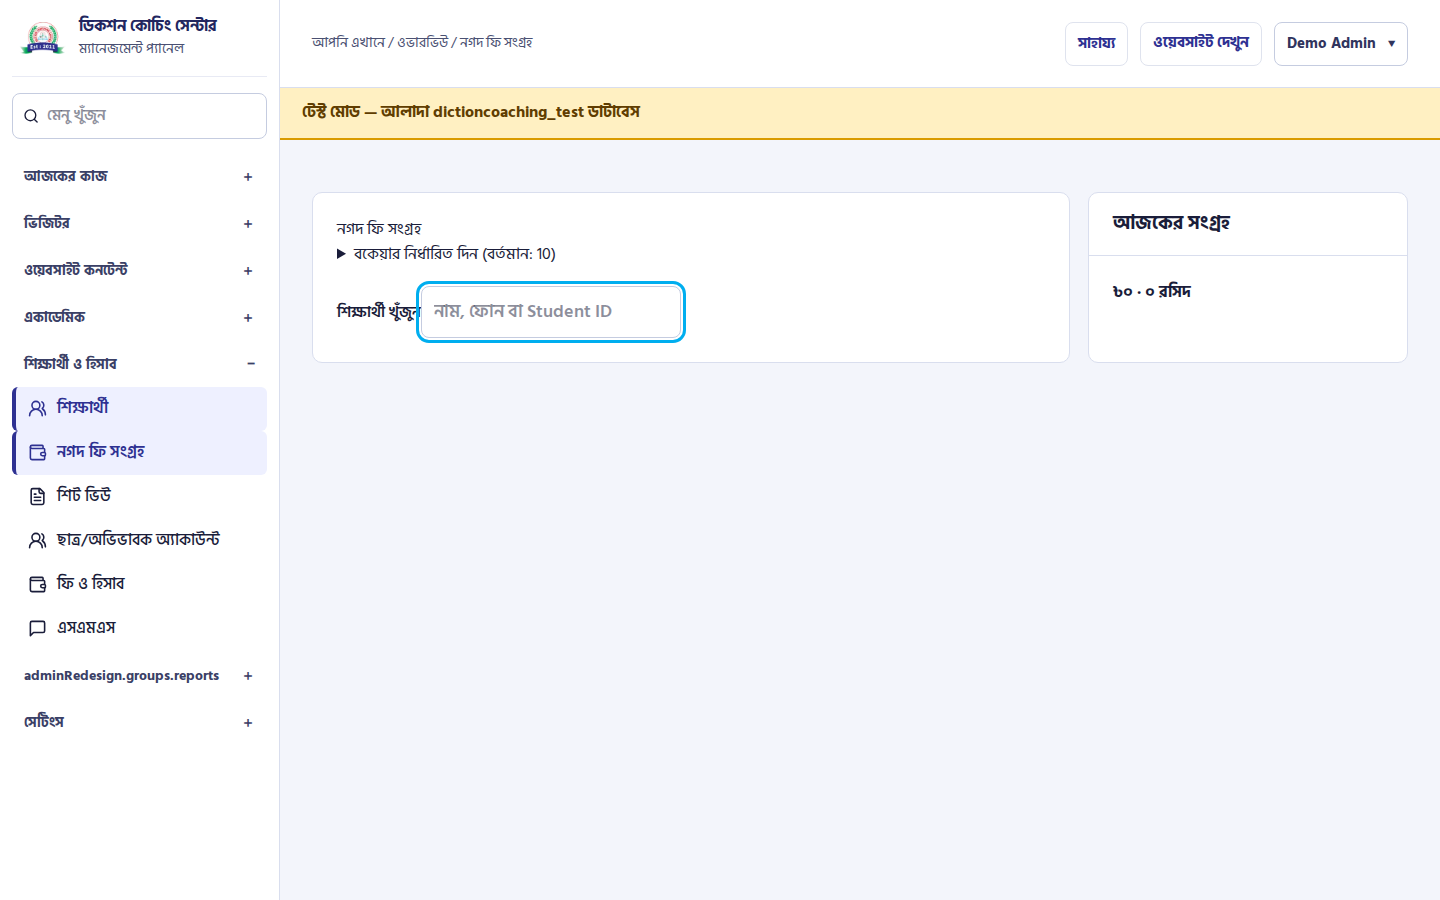 ডিকশন কোচিং সেন্টার
ম্যানেজমেন্ট প্যানেল
Est : 2011
মেনু খুঁজুন
আজকের কাজ +
ভিজিটর +
ওয়েবসাইট কনটেন্ট +
একাডেমিক +
শিক্ষার্থী ও হিসাব −
শিক্ষার্থী
নগদ ফি সংগ্রহ
শিট ভিউ
ছাত্র/অভিভাবক অ্যাকাউন্ট
ফি ও হিসাব
এসএমএস
adminRedesign.groups.reports +
সেটিংস +
আপনি এখানে / ওভারভিউ / নগদ ফি সংগ্রহ
সাহায্য
ওয়েবসাইট দেখুন
Demo Admin ▾
টেস্ট মোড — আলাদা dictioncoaching_test ডাটাবেস
নগদ ফি সংগ্রহ
▶ বকেয়ার নির্ধারিত দিন (বর্তমান: 10)
শিক্ষার্থী খুঁজুন নাম, ফোন বা Student ID
আজকের সংগ্রহ
৳০ · ০ রসিদ